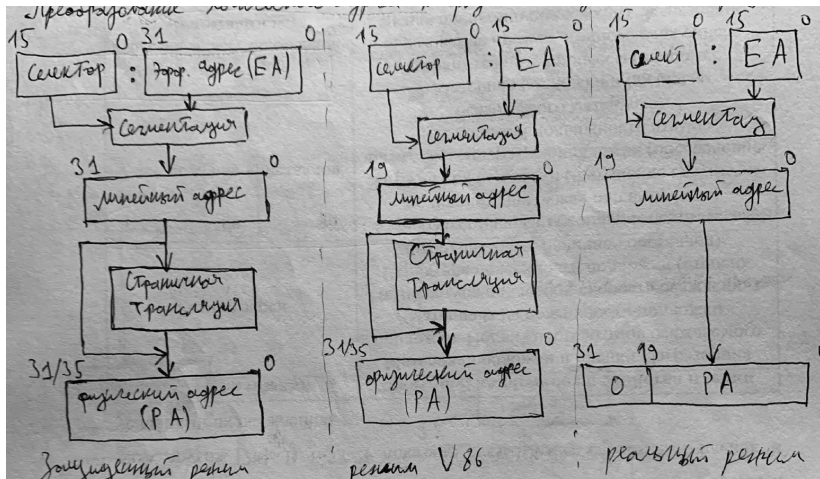 Преобразование
15 0 31 0
селектор : эфф. адрес (EA)
сегментация
31 0
линейный адрес
Страничная
трансляция
31/35 0
физический адрес
(PA)
Защищенный режим
15 0 15 0
селектор : EA
сегментация
19 0
линейный адрес
Страничная
трансляция
31/35 0
физический адрес
(PA)
режим V86
15 0 15 0
селект : EA
сегментац
19 0
линейный адрес
31 19 0
0 PA
реальный режим